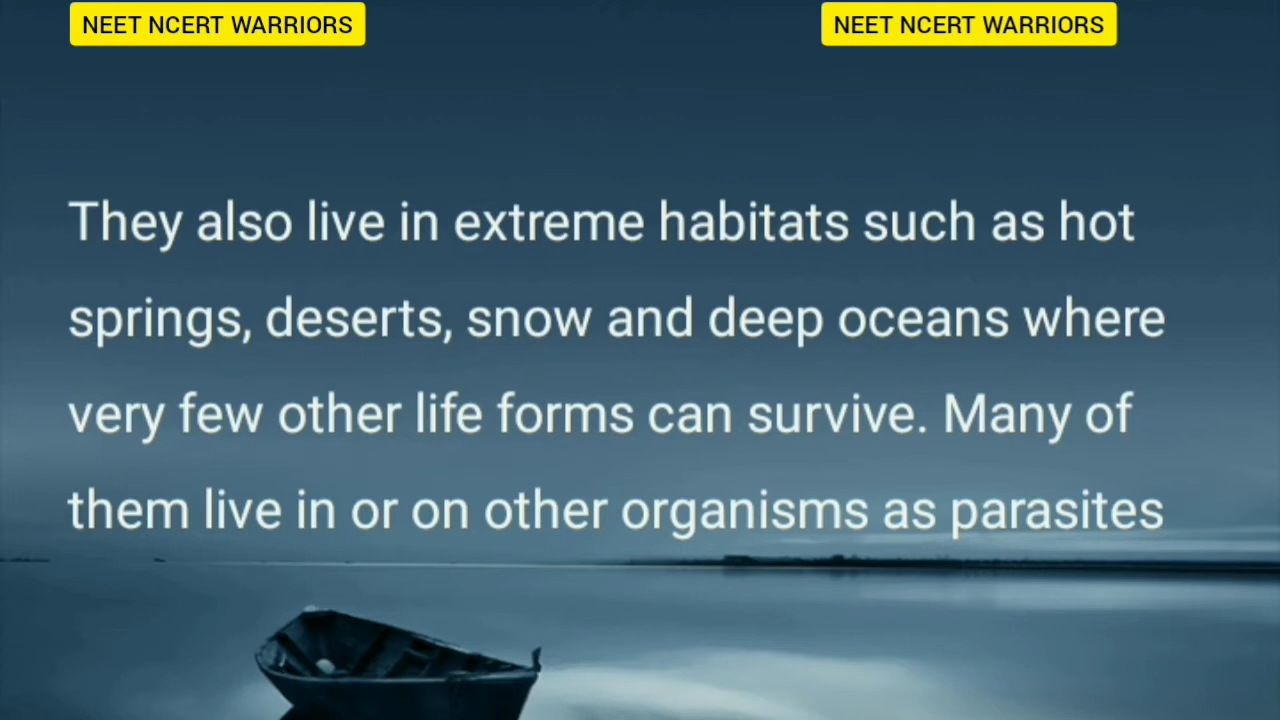 NEET NCERT WARRIORS NEET NCERT WARRIORS
They also live in extreme habitats such as hot
springs, deserts, snow and deep oceans where
very few other life forms can survive. Many of
them live in or on other organisms as parasites